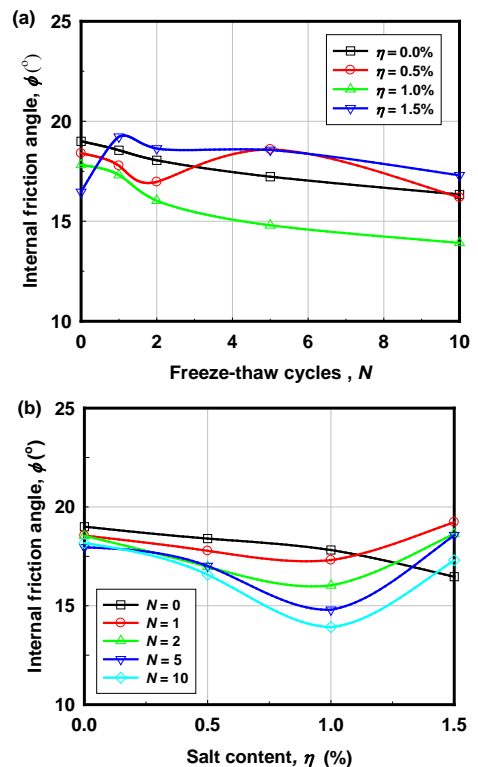 (a)
25
20
15
10
Internal friction angle, ϕ(°)
η = 0.0%
η = 0.5%
η = 1.0%
η = 1.5%
0 2 4 6 8 10
Freeze-thaw cycles , N
(b)
25
20
15
10
Internal friction angle, ϕ(°)
N = 0
N = 1
N = 2
N = 5
N = 10
0.0 0.5 1.0 1.5
Salt content, η (%)